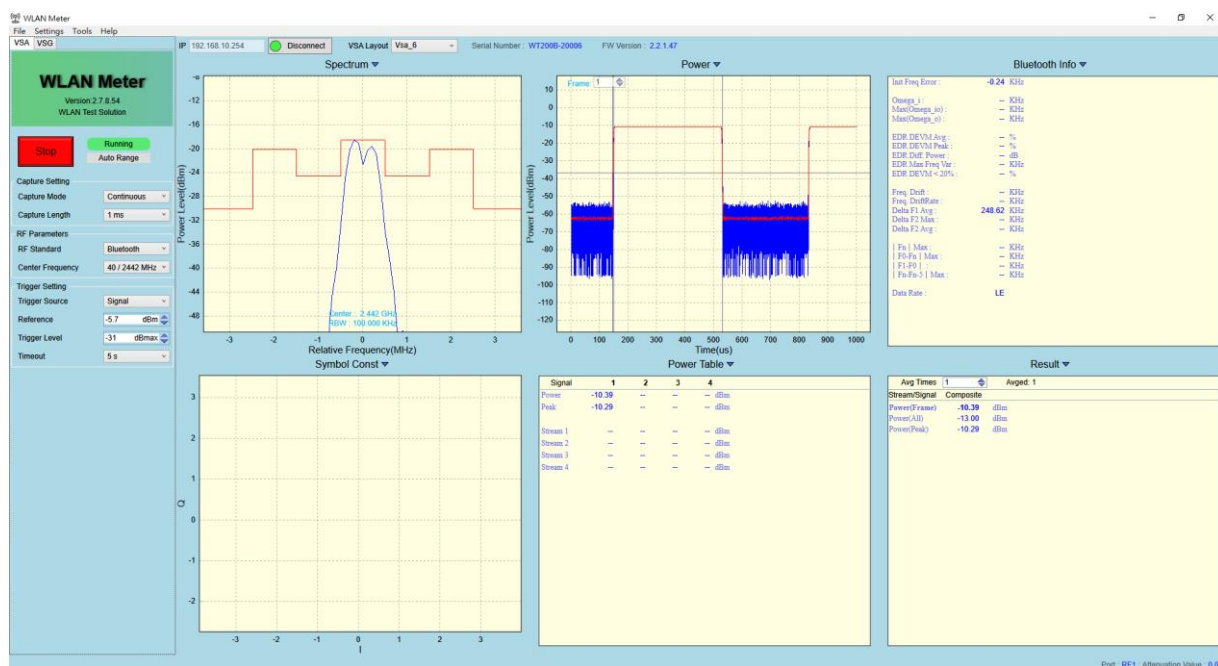 WLAN Meter
File Settings Tools Help
VSA VSG
IP 192.168.10.254 Disconnect VSA Layout Vsa_6 Serial Number : WT200B-20006 FW Version : 2.2.1.47
WLAN Meter
Version:2.7.8.54
WLAN Test Solution
Stop
Running
Auto Range
Capture Setting
Capture Mode Continuous
Capture Length 1 ms
RF Parameters
RF Standard Bluetooth
Center Frequency 40 / 2442 MHz
Trigger Setting
Trigger Source Signal
Reference -5.7 dBm
Trigger Level -31 dBmax
Timeout 5 s
Spectrum
Power Level(dBm)
-12
-16
-20
-24
-28
-32
-36
-40
-44
-48
Center : 2.442 GHz
RBW : 100.000 KHz
-3 -2 -1 0 1 2 3
Relative Frequency(MHz)
Power
Frame: 1
Power Level(dBm)
10
0
-10
-20
-30
-40
-50
-60
-70
-80
-90
-100
-110
-120
0 100 200 300 400 500 600 700 800 900 1000
Time(us)
Bluetooth Info
Init Freq Error : -0.24 KHz
Omega_i : -- KHz
Max(Omega_io) : -- KHz
Max(Omega_o) : -- KHz
EDR DEVM Avg : -- %
EDR DEVM Peak : -- %
EDR Diff. Power : -- dB
EDR Max Freq Var : -- KHz
EDR DEVM < 20% : -- %
Freq. Drift : -- KHz
Freq. DriftRate : -- KHz
Delta F1 Avg : 248.62 KHz
Delta F2 Max : -- KHz
Delta F2 Avg : -- KHz
| Fn | Max : -- KHz
| F0-Fn | Max : -- KHz
| F1-F0 | : -- KHz
| Fn-Fn-5 | Max : -- KHz
Data Rate : LE
Symbol Const
Q
3
2
1
0
-1
-2
-3 -2 -1 0 1 2 3
I
Power Table
Signal 1 2 3 4
Power -10.39 -- -- -- dBm
Peak -10.29 -- -- -- dBm
Stream 1 -- -- -- -- dBm
Stream 2 -- -- -- -- dBm
Stream 3 -- -- -- -- dBm
Stream 4 -- -- -- -- dBm
Result
Avg Times 1 Avged: 1
Stream/Signal Composite
Power(Frame) -10.39 dBm
Power(All) -13.00 dBm
Power(Peak) -10.29 dBm
Port : RF1 : Attenuation Value :